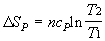 ΔS_P = nc_P ln T2/T1